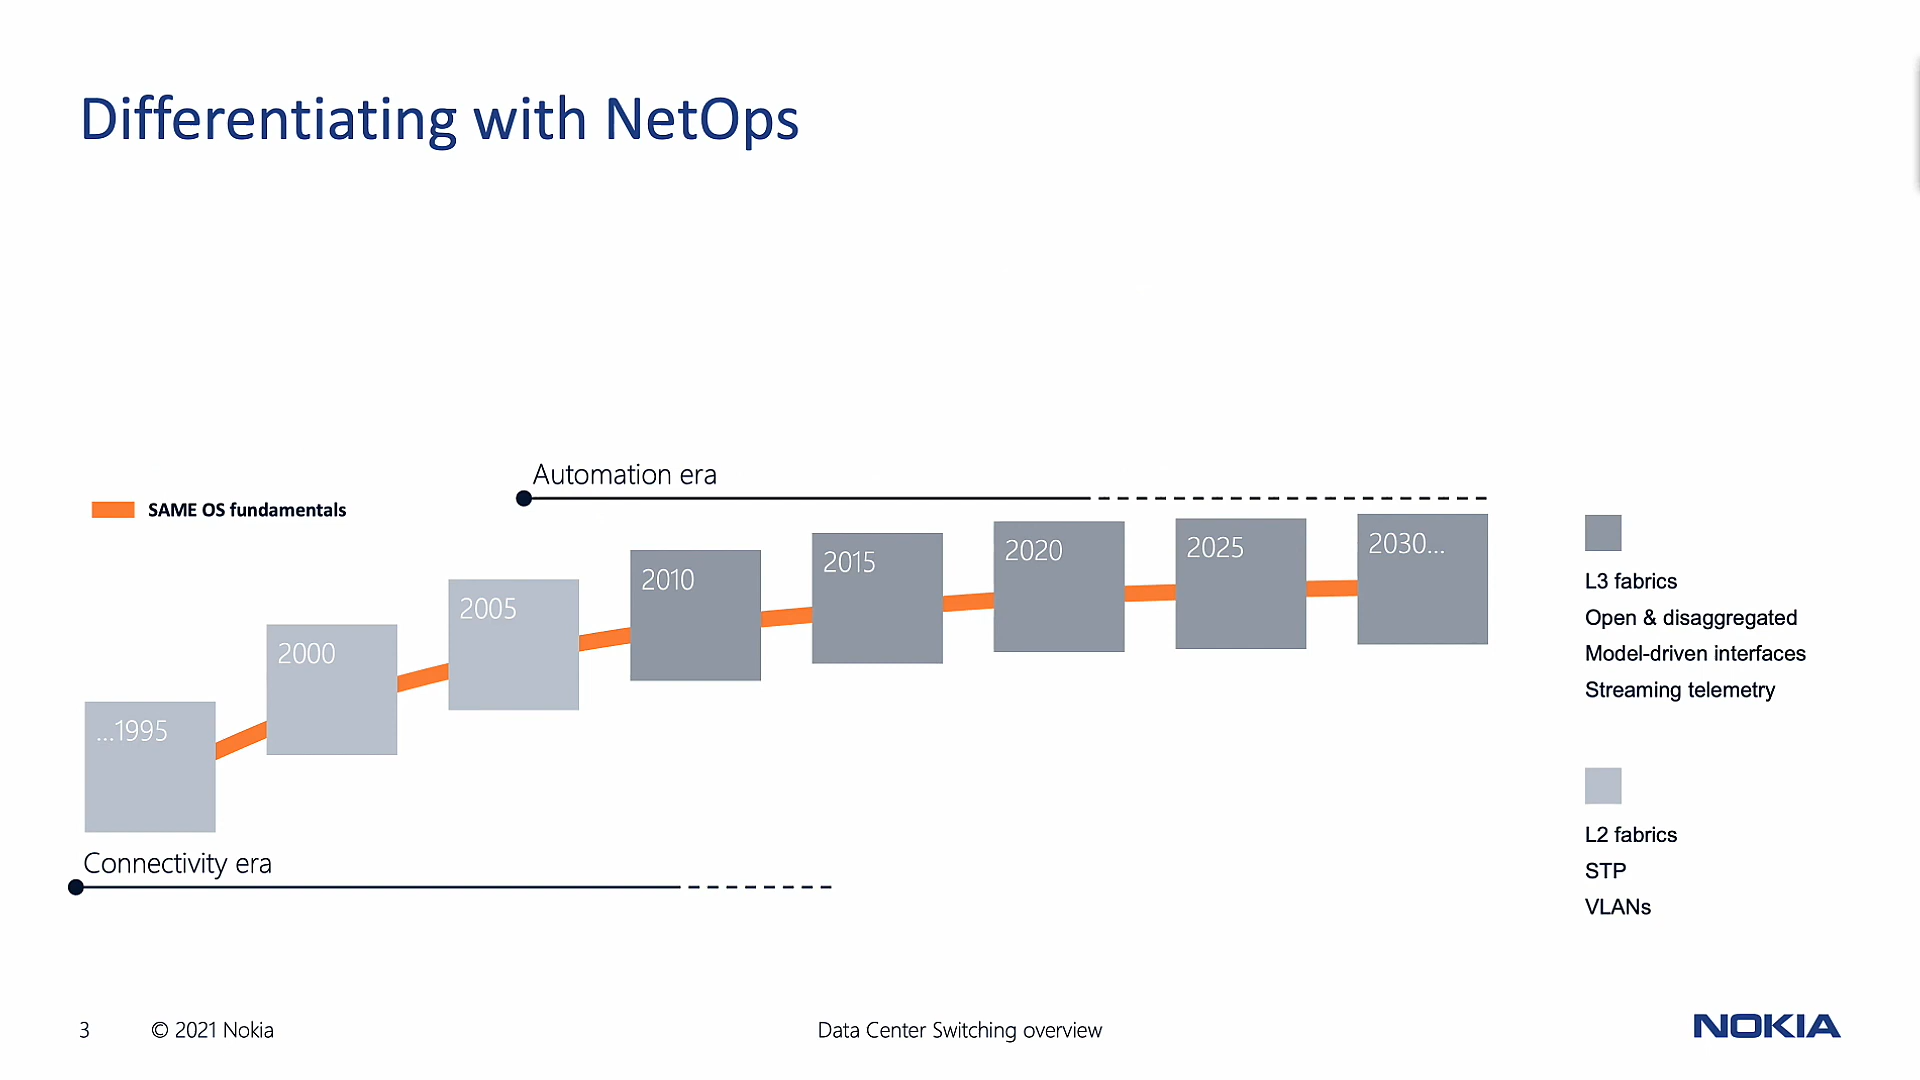 Differentiating with NetOps
Automation era
SAME OS fundamentals
...1995
2000
2005
2010
2015
2020
2025
2030...
Connectivity era
L3 fabrics
Open & disaggregated
Model-driven interfaces
Streaming telemetry
L2 fabrics
STP
VLANs
3
© 2021 Nokia
Data Center Switching overview
NOKIA